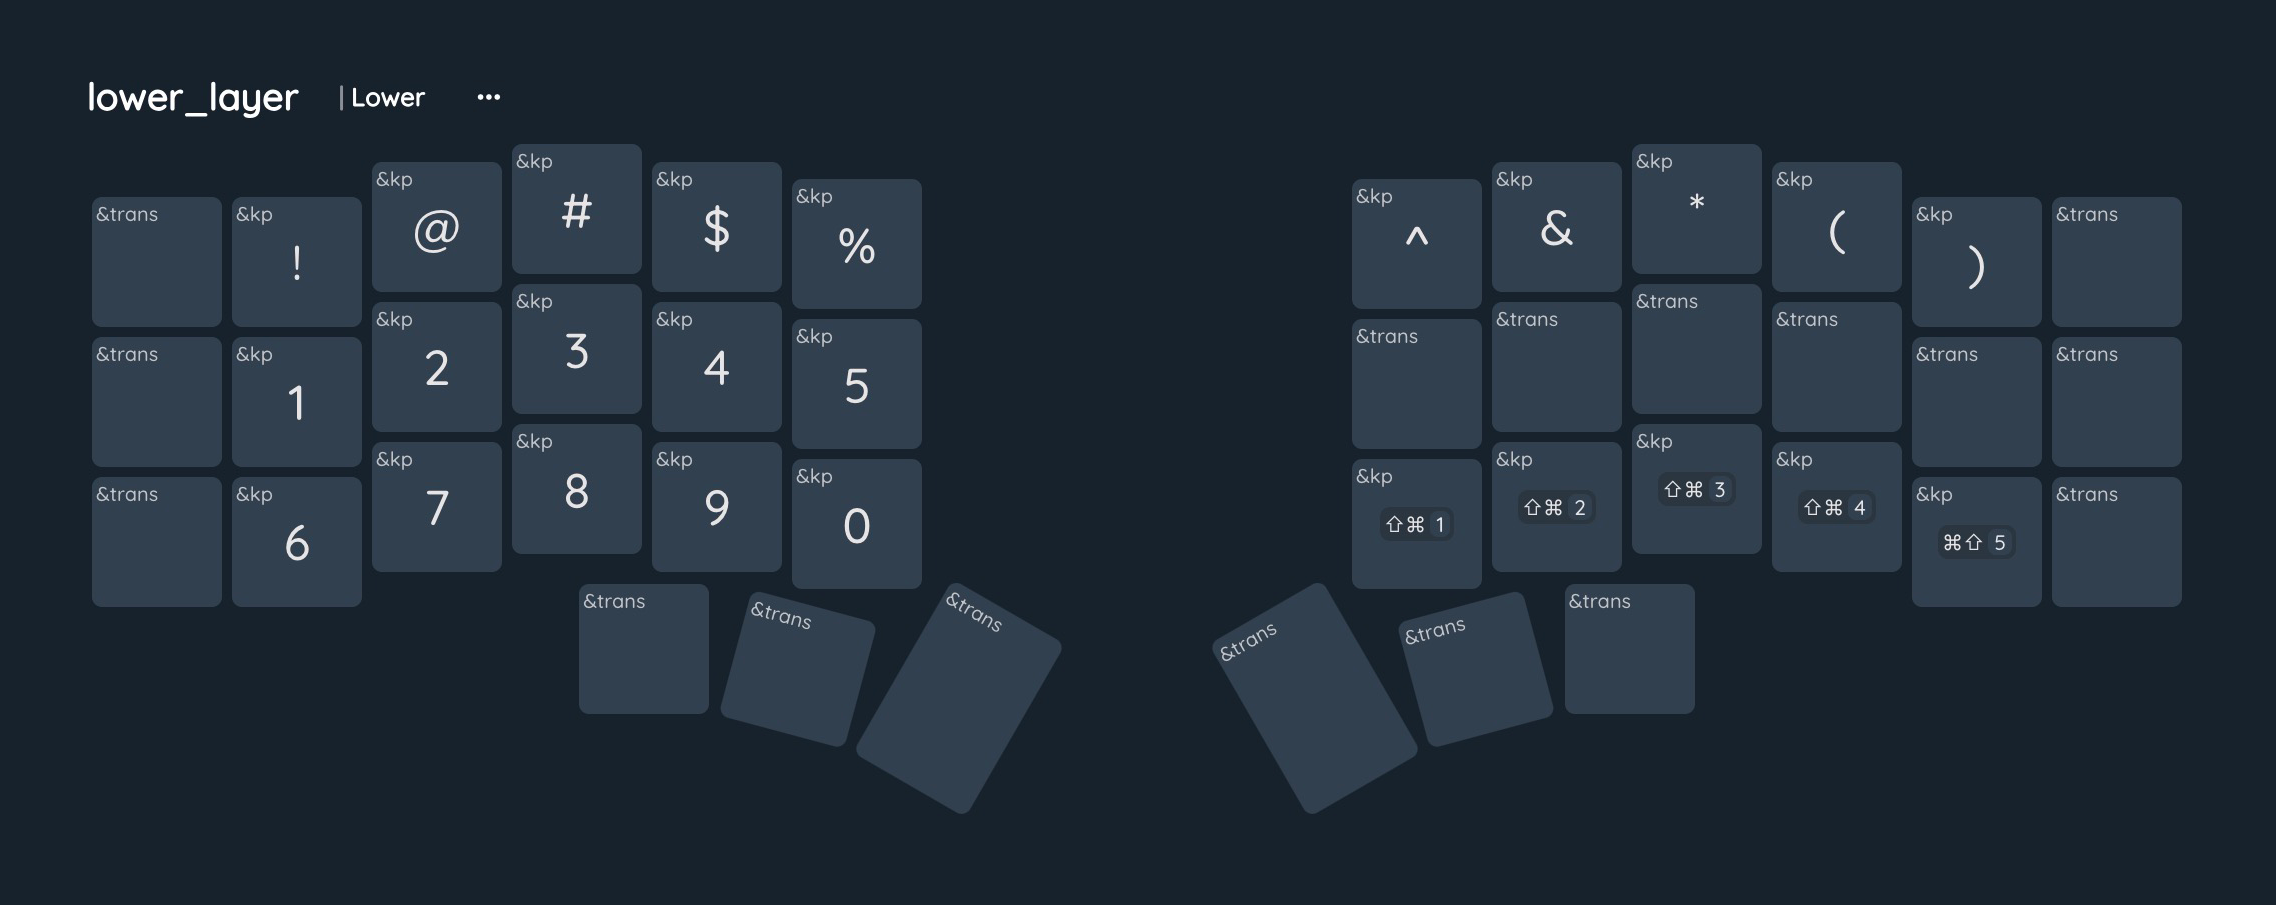 lower_layer | Lower •••
&trans &kp &kp &kp &kp &kp &kp &kp &kp &kp &kp &trans
! @ # $ % ^ & * ( )
&trans &kp &kp &kp &kp &kp &trans &trans &trans &trans &trans &trans
1 2 3 4 5
&trans &kp &kp &kp &kp &kp &kp &kp &kp &kp &kp &trans
6 7 8 9 0 ⇧⌘ 1 ⇧⌘ 2 ⇧⌘ 3 ⇧⌘ 4 ⌘⇧ 5
&trans &trans &trans &trans &trans &trans